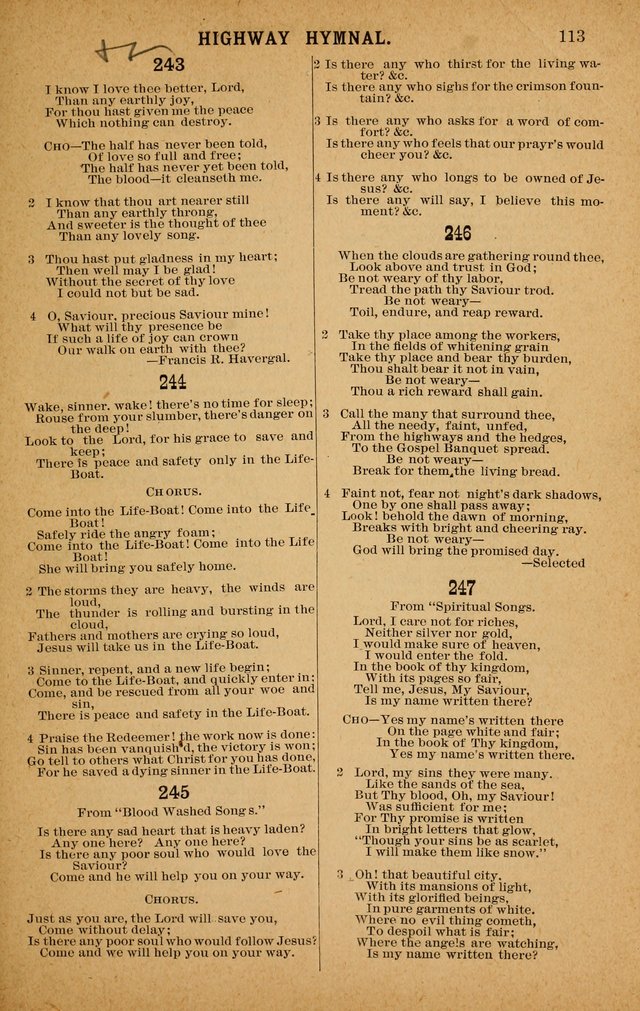 HIGHWAY HYMNAL. 113
243
I know I love thee better, Lord,
Than any earthly joy,
For thou hast given me the peace
Which nothing can destroy.
CHO—The half has never been told,
Of love so full and free;
The half has never yet been told,
The blood—it cleanseth me.
2 I know that thou art nearer still
Than any earthly throng,
And sweeter is the thought of thee
Than any lovely song.
3 Thou hast put gladness in my heart;
Then well may I be glad!
Without the secret of thy love
I could not but be sad.
4 O, Saviour, precious Saviour mine!
What will thy presence be
If such a life of joy can crown
Our walk on earth with thee?
—Francis R. Havergal.
244
Wake, sinner. wake! there's no time for sleep;
Rouse from your slumber, there's danger on
the deep!
Look to the Lord, for his grace to save and
keep;
There is peace and safety only in the Life-
Boat.
CHORUS.
Come into the Life-Boat! Come into the Life-
Boat!
Safely ride the angry foam;
Come into the Life-Boat! Come into the Life
Boat!
She will bring you safely home.
2 The storms they are heavy, the winds are
loud,
The thunder is rolling and bursting in the
cloud,
Fathers and mothers are crying so loud,
Jesus will take us in the Life-Boat.
3 Sinner, repent, and a new life begin;
Come to the Life-Boat, and quickly enter in;
Come, and be rescued from all your woe and
sin,
There is peace and safety in the Life-Boat.
4 Praise the Redeemer! the work now is done:
Sin has been vanquish'd, the victory is won;
Go tell to others what Christ for you has done,
For he saved a dying sinner in the Life-Boat.
245
From "Blood Washed Songs."
Is there any sad heart that is heavy laden?
Any one here? Any one here?
Is there any poor soul who would love the
Saviour?
Come and he will help you on your way.
CHORUS.
Just as you are, the Lord will save you,
Come without delay;
Is there any poor soul who would follow Jesus?
Come and we will help you on your way.
2 Is there any who thirst for the living wa-
ter? &c.
Is there any who sighs for the crimson foun-
tain? &c.
3 Is there any who asks for a word of com-
fort? &c.
Is there any who feels that our pray'r's would
cheer you? &c.
4 Is there any who longs to be owned of Je-
sus? &c.
Is there any will say, I believe this mo-
ment? &c.
246
When the clouds are gathering round thee,
Look above and trust in God;
Be not weary of thy labor,
Tread the path thy Saviour trod.
Be not weary—
Toil, endure, and reap reward.
2 Take thy place among the workers,
In the fields of whitening grain
Take thy place and bear thy burden,
Thou shalt bear it not in vain,
Be not weary—
Thou a rich reward shall gain.
3 Call the many that surround thee,
All the needy, faint, unfed,
From the highways and the hedges,
To the Gospel Banquet spread.
Be not weary—
Break for them, the living bread.
4 Faint not, fear not night's dark shadows,
One by one shall pass away;
Look! behold the dawn of morning,
Breaks with bright and cheering ray.
Be not weary—
God will bring the promised day.
—Selected
247
From "Spiritual Songs.
Lord, I care not for riches,
Neither silver nor gold,
I would make sure of heaven,
I would enter the fold.
In the book of thy kingdom,
With its pages so fair,
Tell me, Jesus, My Saviour,
Is my name written there?
CHO—Yes my name's written there
On the page white and fair;
In the book of Thy kingdom,
Yes my name's written there.
2 Lord, my sins they were many.
Like the sands of the sea,
But Thy blood, Oh, my Saviour!
Was sufficient for me;
For Thy promise is written
In bright letters that glow,
"Though your sins be as scarlet,
I will make them like snow."
3 Oh! that beautiful city,
With its mansions of light,
With its glorified beings,
In pure garments of white.
Where no evil thing cometh,
To despoil what is fair;
Where the angels are watching,
Is my name written there?